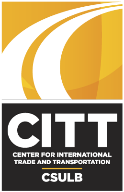 CITT
CENTER FOR INTERNATIONAL
TRADE AND TRANSPORTATION
CSULB